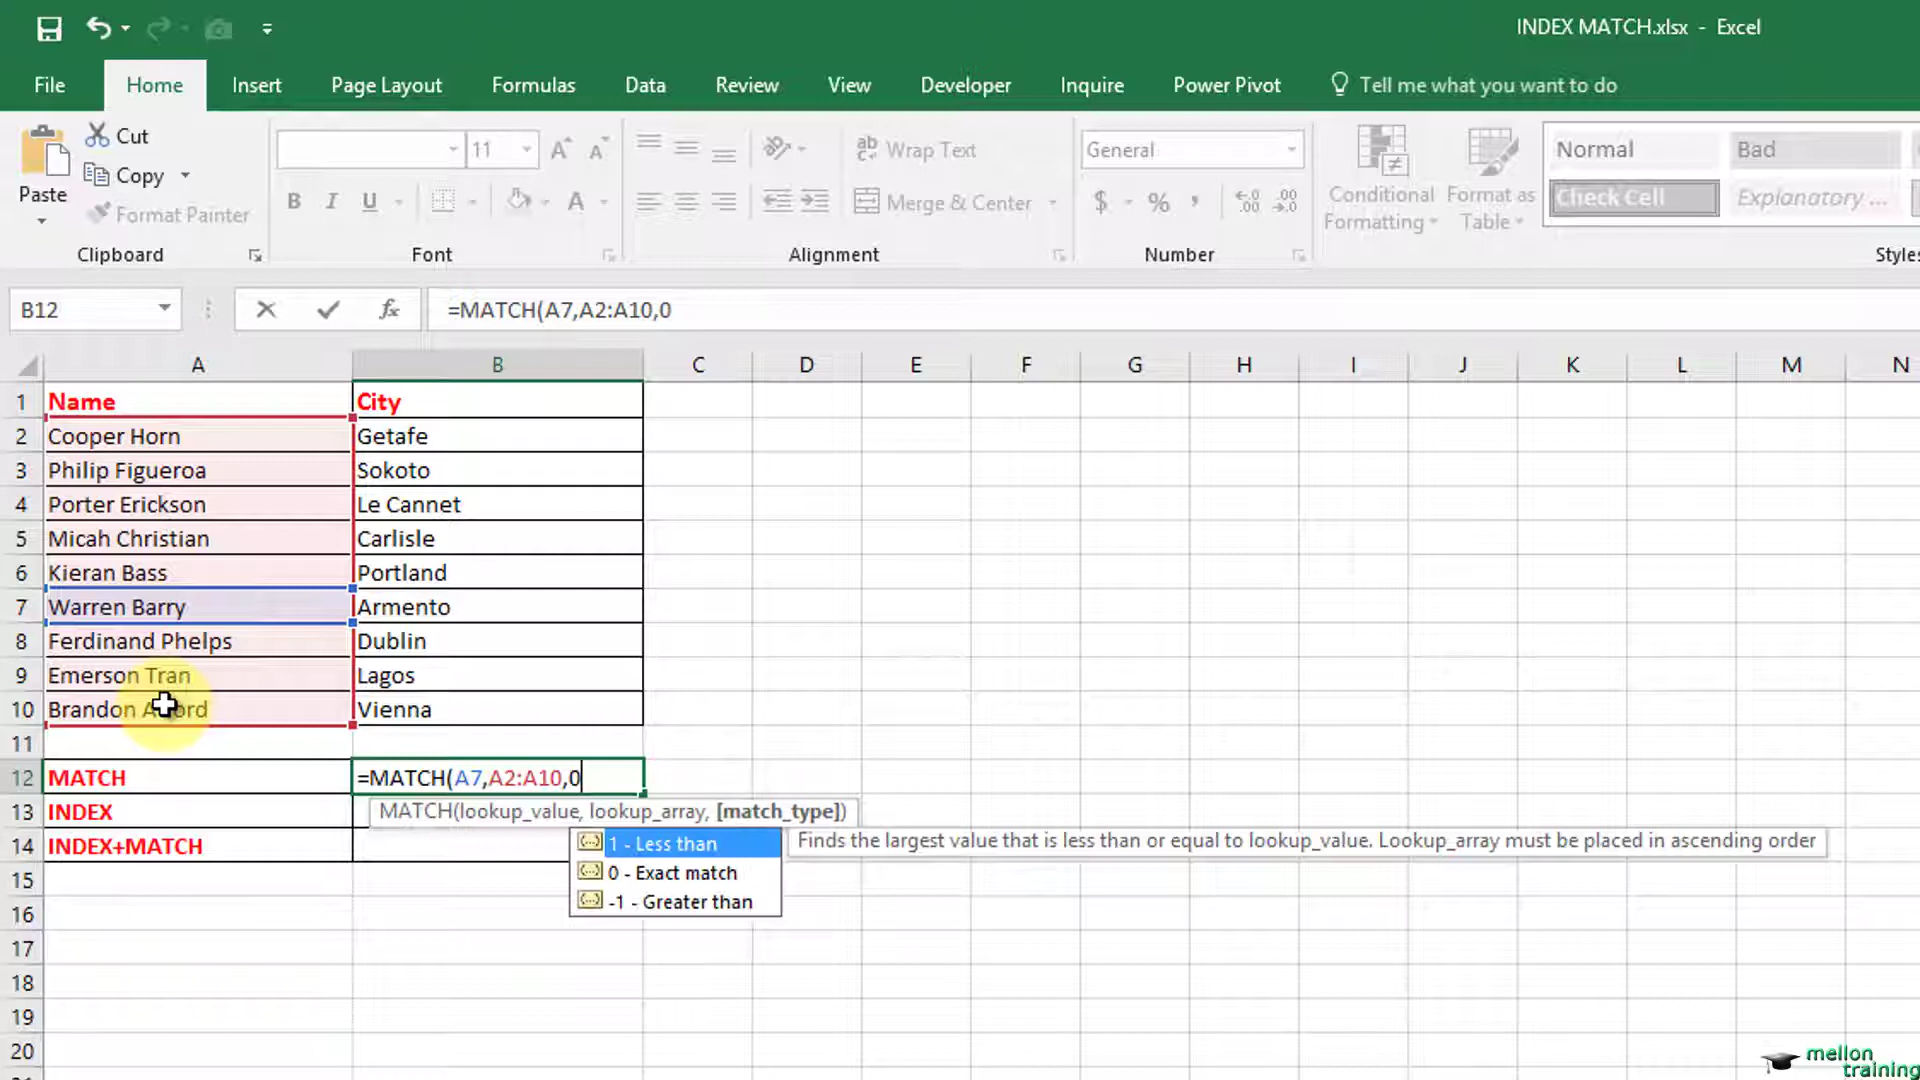 INDEX MATCH.xlsx - Excel
File Home Insert Page Layout Formulas Data Review View Developer Inquire Power Pivot Tell me what you want to do
Paste
Cut
Copy
Format Painter
Clipboard
11
B I U
Font
Wrap Text
Merge & Center
Alignment
General
$ % ,
Number
Conditional Formatting
Format as Table
Normal
Bad
Check Cell
Explanatory ...
Styles
B12
fx
=MATCH(A7,A2:A10,0
A B C D E F G H I J K L M N
1 Name City
2 Cooper Horn Getafe
3 Philip Figueroa Sokoto
4 Porter Erickson Le Cannet
5 Micah Christian Carlisle
6 Kieran Bass Portland
7 Warren Barry Armento
8 Ferdinand Phelps Dublin
9 Emerson Tran Lagos
10 Brandon Vienna
11
12 MATCH =MATCH(A7,A2:A10,0
13 INDEX MATCH(lookup_value, lookup_array, [match_type])
14 INDEX+MATCH
1 - Less than
Finds the largest value that is less than or equal to lookup_value. Lookup_array must be placed in ascending order
0 - Exact match
-1 - Greater than
15
16
17
18
19
20
mellon
training